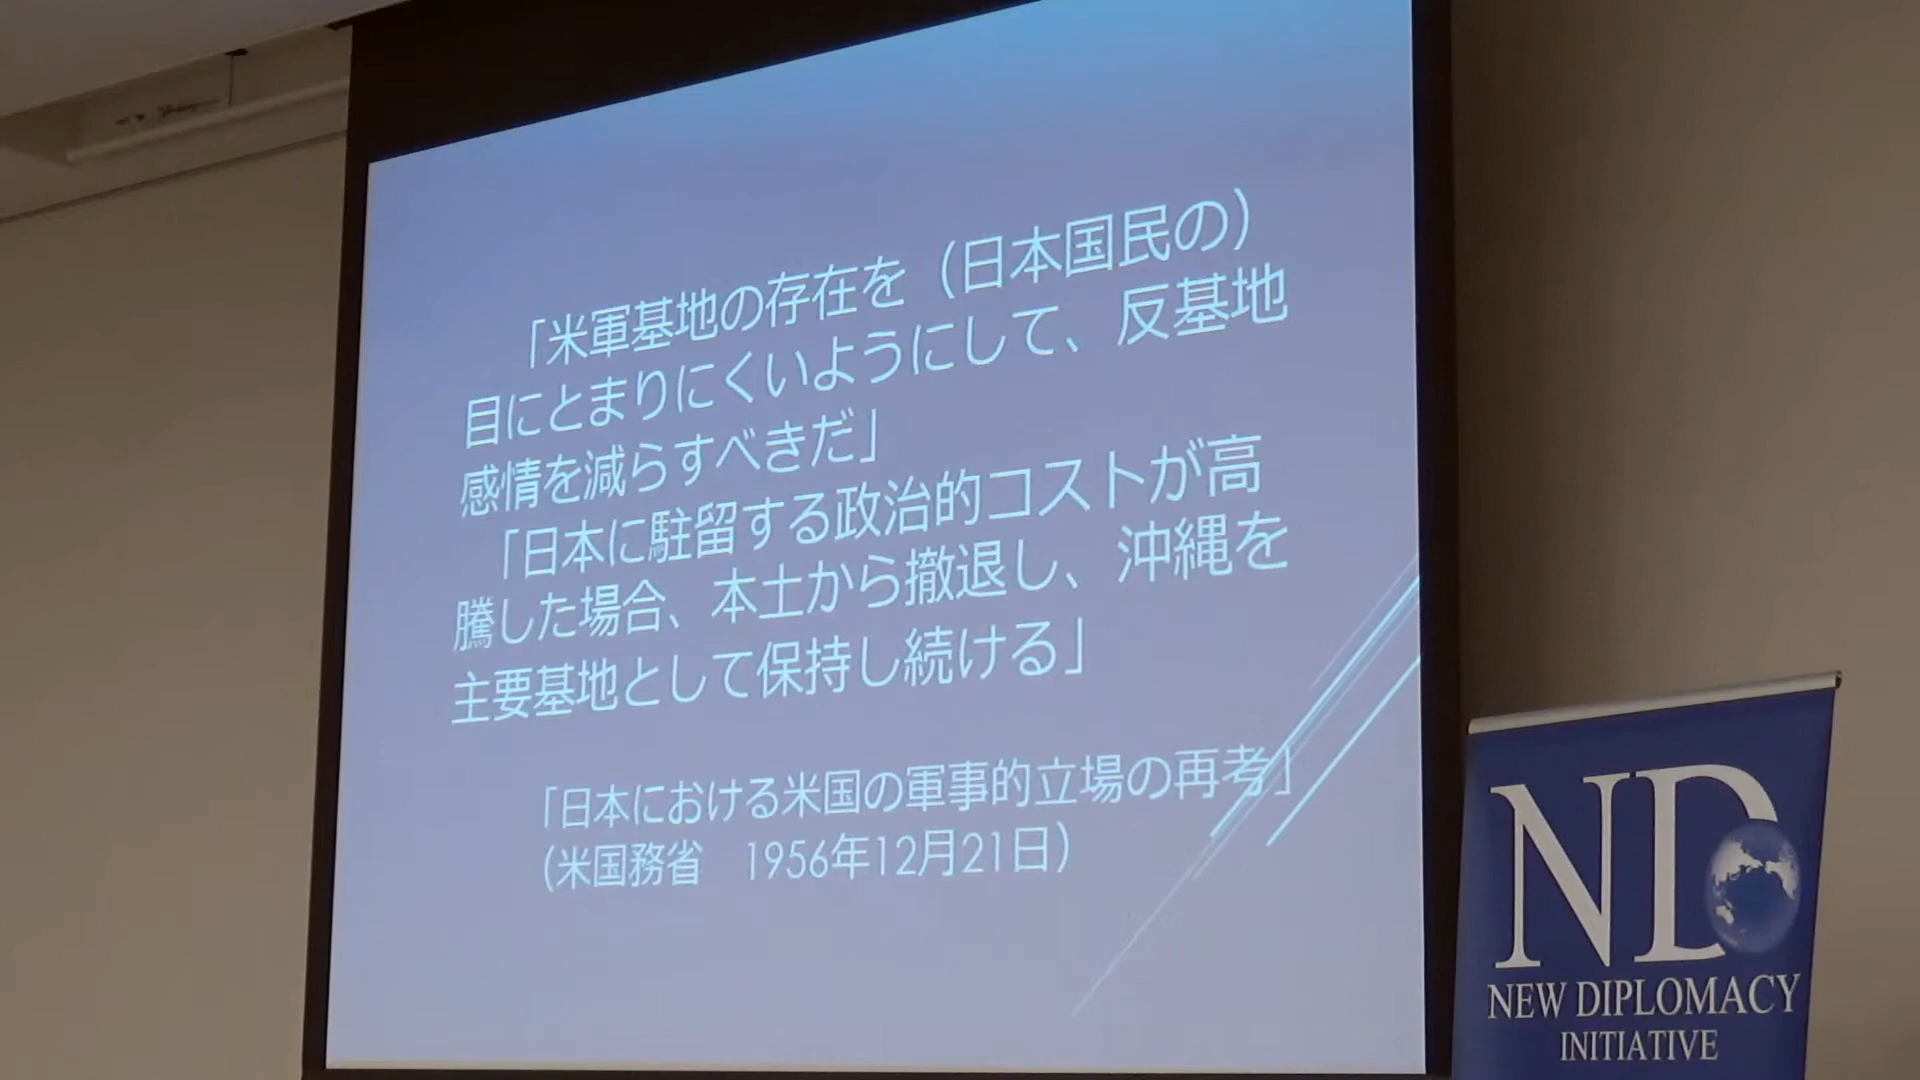 「米軍基地の存在を（日本国民の）
目にとまりにくいようにして、反基地
感情を減らすべきだ」
「日本に駐留する政治的コストが高
騰した場合、本土から撤退し、沖縄を
主要基地として保持し続ける」
「日本における米国の軍事的立場の再考」
（米国務省　1956年12月21日）
ND
NEW DIPLOMACY
INITIATIVE